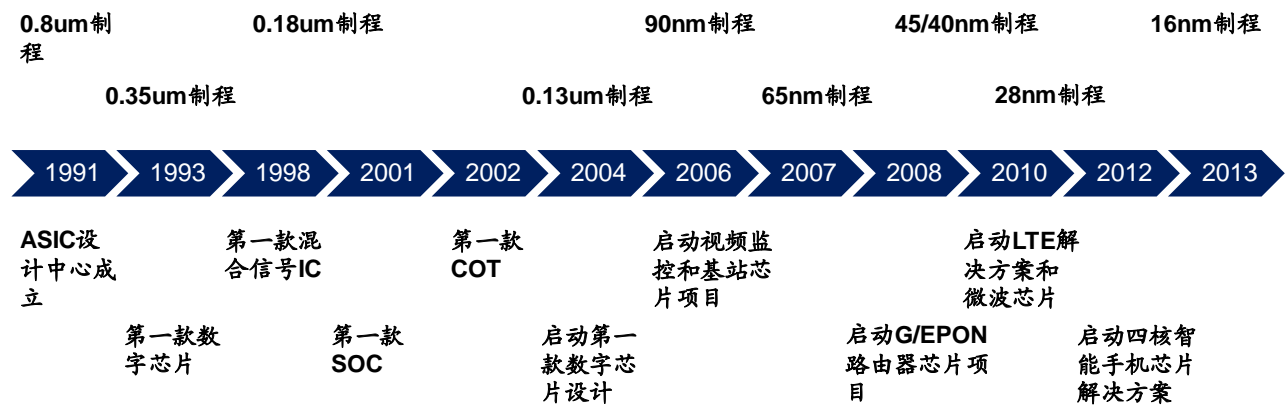 0.8um制
程
0.18um制程
90nm制程
45/40nm制程
16nm制程
0.35um制程
0.13um制程
65nm制程
28nm制程
1991
1993
1998
2001
2002
2004
2006
2007
2008
2010
2012
2013
ASIC设
计中心成
立
第一款混
合信号IC
第一款
COT
启动视频监
控和基站芯
片项目
启动LTE解
决方案和
微波芯片
第一款数
字芯片
第一款
SOC
启动第一
款数字芯
片设计
启动G/EPON
路由器芯片项
目
启动四核智
能手机芯片
解决方案